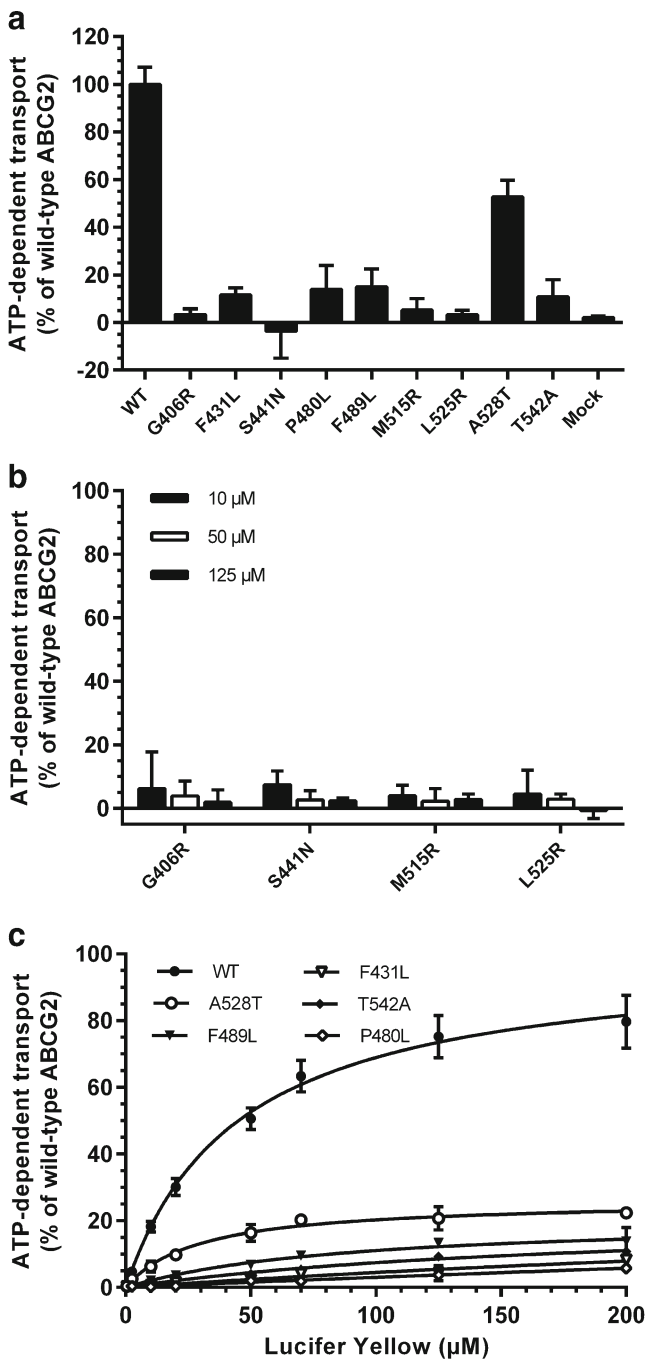 a
ATP-dependent transport
(% of wild-type ABCG2)
120
100
80
60
40
20
0
-20
WT
G406R
F431L
S441N
P480L
F489L
M515R
L525R
A528T
T542A
Mock
b
ATP-dependent transport
(% of wild-type ABCG2)
100
80
60
40
20
0
10 µM
50 µM
125 µM
G406R
S441N
M515R
L525R
c
ATP-dependent transport
(% of wild-type ABCG2)
100
80
60
40
20
0
WT
F431L
A528T
T542A
F489L
P480L
0
50
100
150
200
Lucifer Yellow (µM)